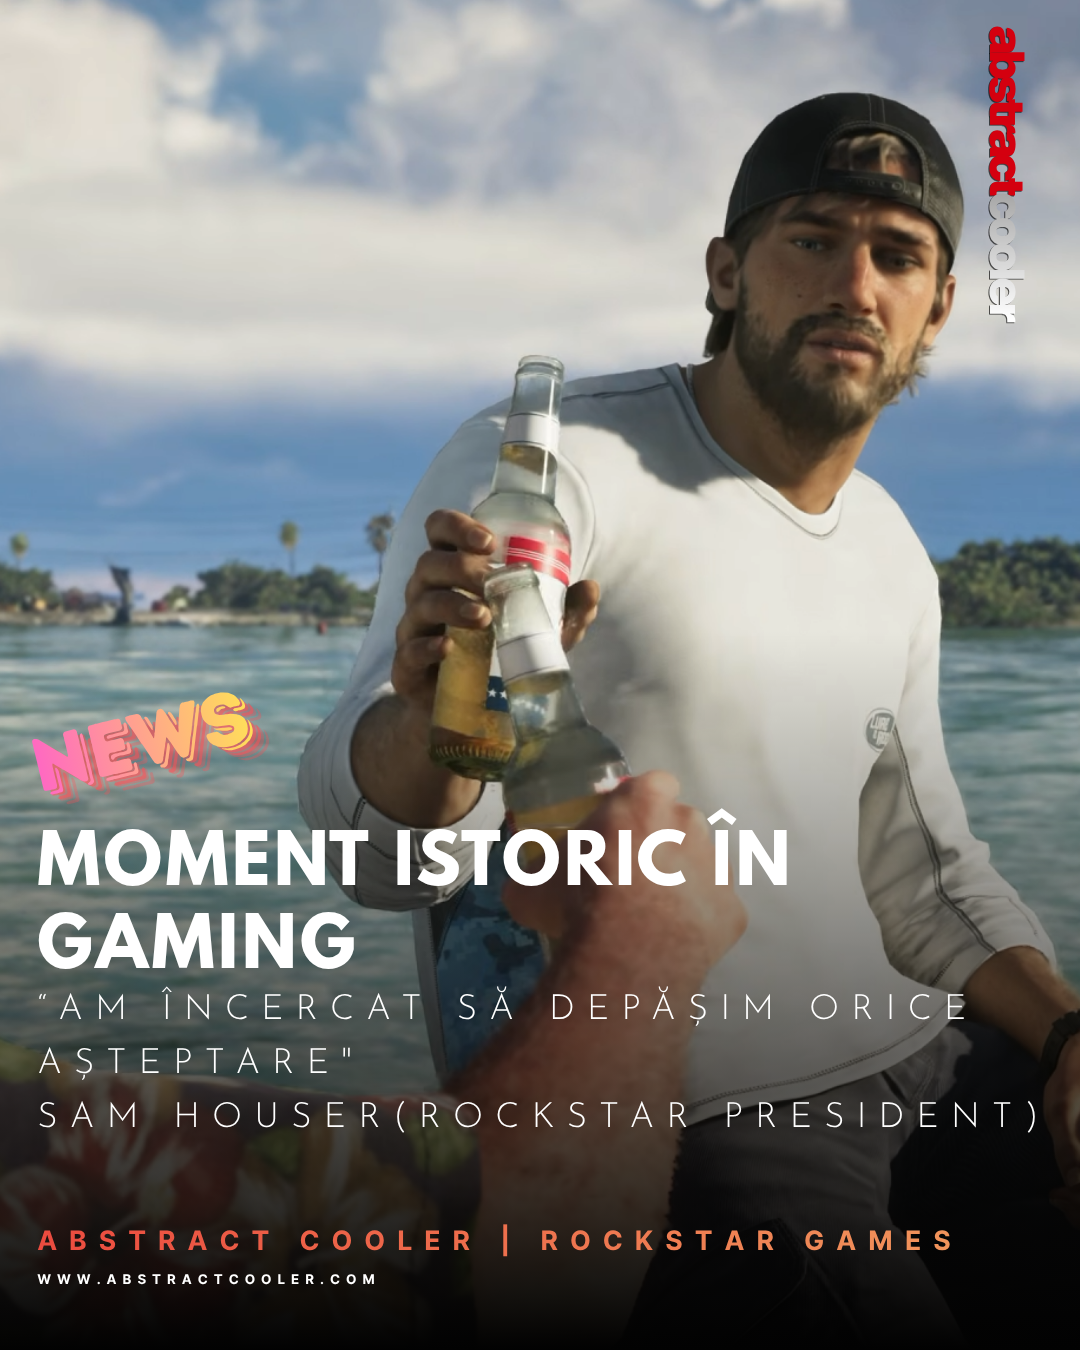 abstractcooler
NEWS
MOMENT ISTORIC ÎN
GAMING
“AM ÎNCERCAT SĂ DEPĂȘIM ORICE
AȘTEPTARE"
SAM HOUSER(ROCKSTAR PRESIDENT)
ABSTRACT COOLER | ROCKSTAR GAMES
WWW.ABSTRACTCOOLER.COM